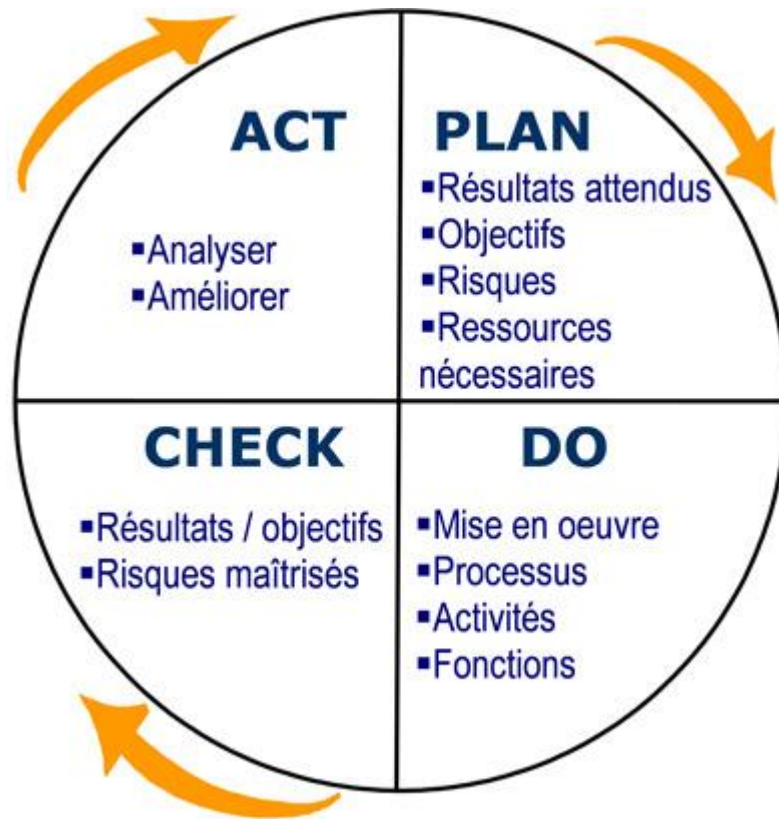 ACT
▪Analyser
▪Améliorer
PLAN
▪Résultats attendus
▪Objectifs
▪Risques
▪Ressources
nécessaires
CHECK
▪Résultats / objectifs
▪Risques maîtrisés
DO
▪Mise en oeuvre
▪Processus
▪Activités
▪Fonctions